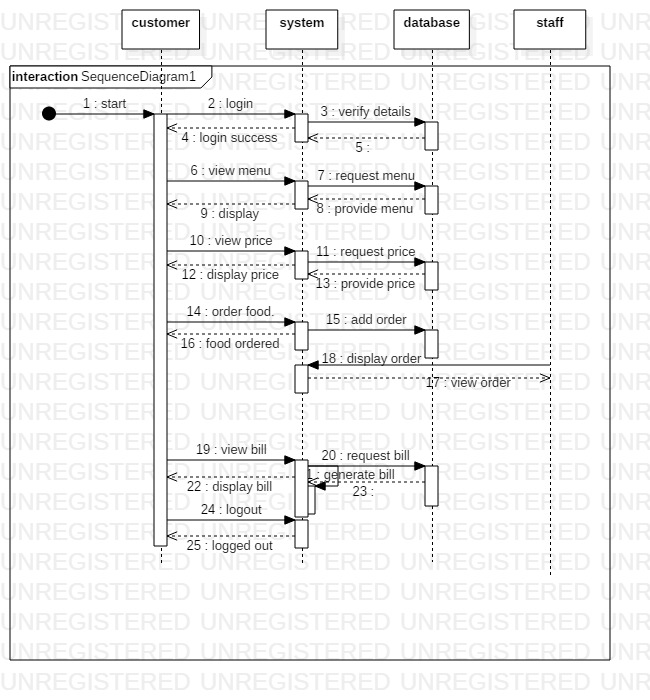 customer
system
database
staff
interaction SequenceDiagram1
1 : start
2 : login
3 : verify details
4 : login success
5 :
6 : view menu
7 : request menu
8 : provide menu
9 : display
10 : view price
11 : request price
12 : display price
13 : provide price
14 : order food.
15 : add order
16 : food ordered
18 : display order
17 : view order
19 : view bill
20 : request bill
1 : generate bill
22 : display bill
23 :
24 : logout
25 : logged out
UNREGISTERED